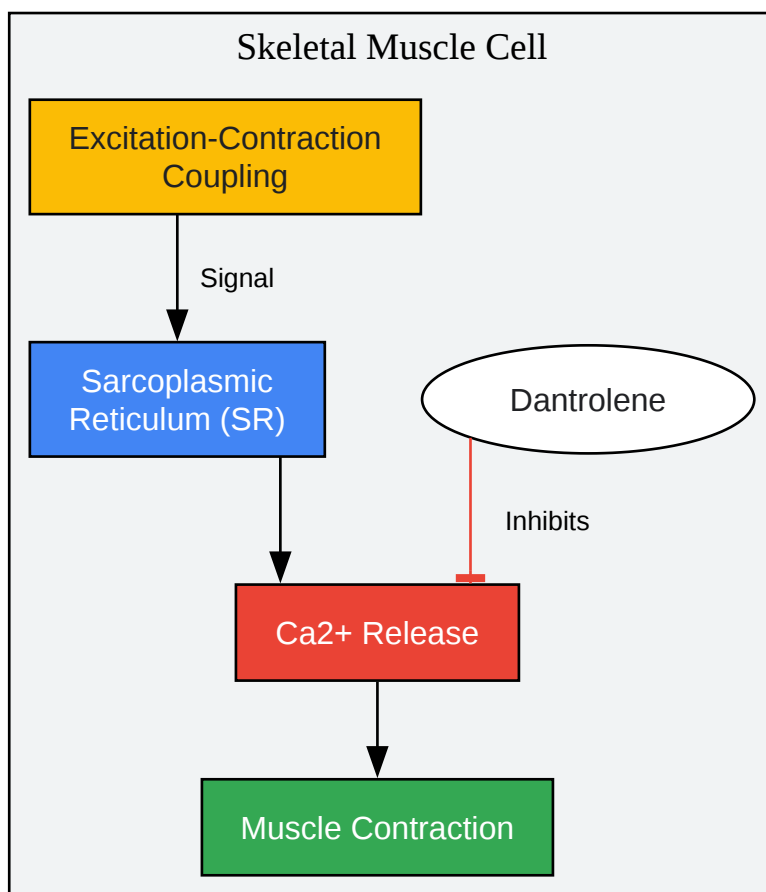 Skeletal Muscle Cell
Excitation-Contraction
Coupling
Signal
Sarcoplasmic
Reticulum (SR)
Dantrolene
Inhibits
Ca2+ Release
Muscle Contraction